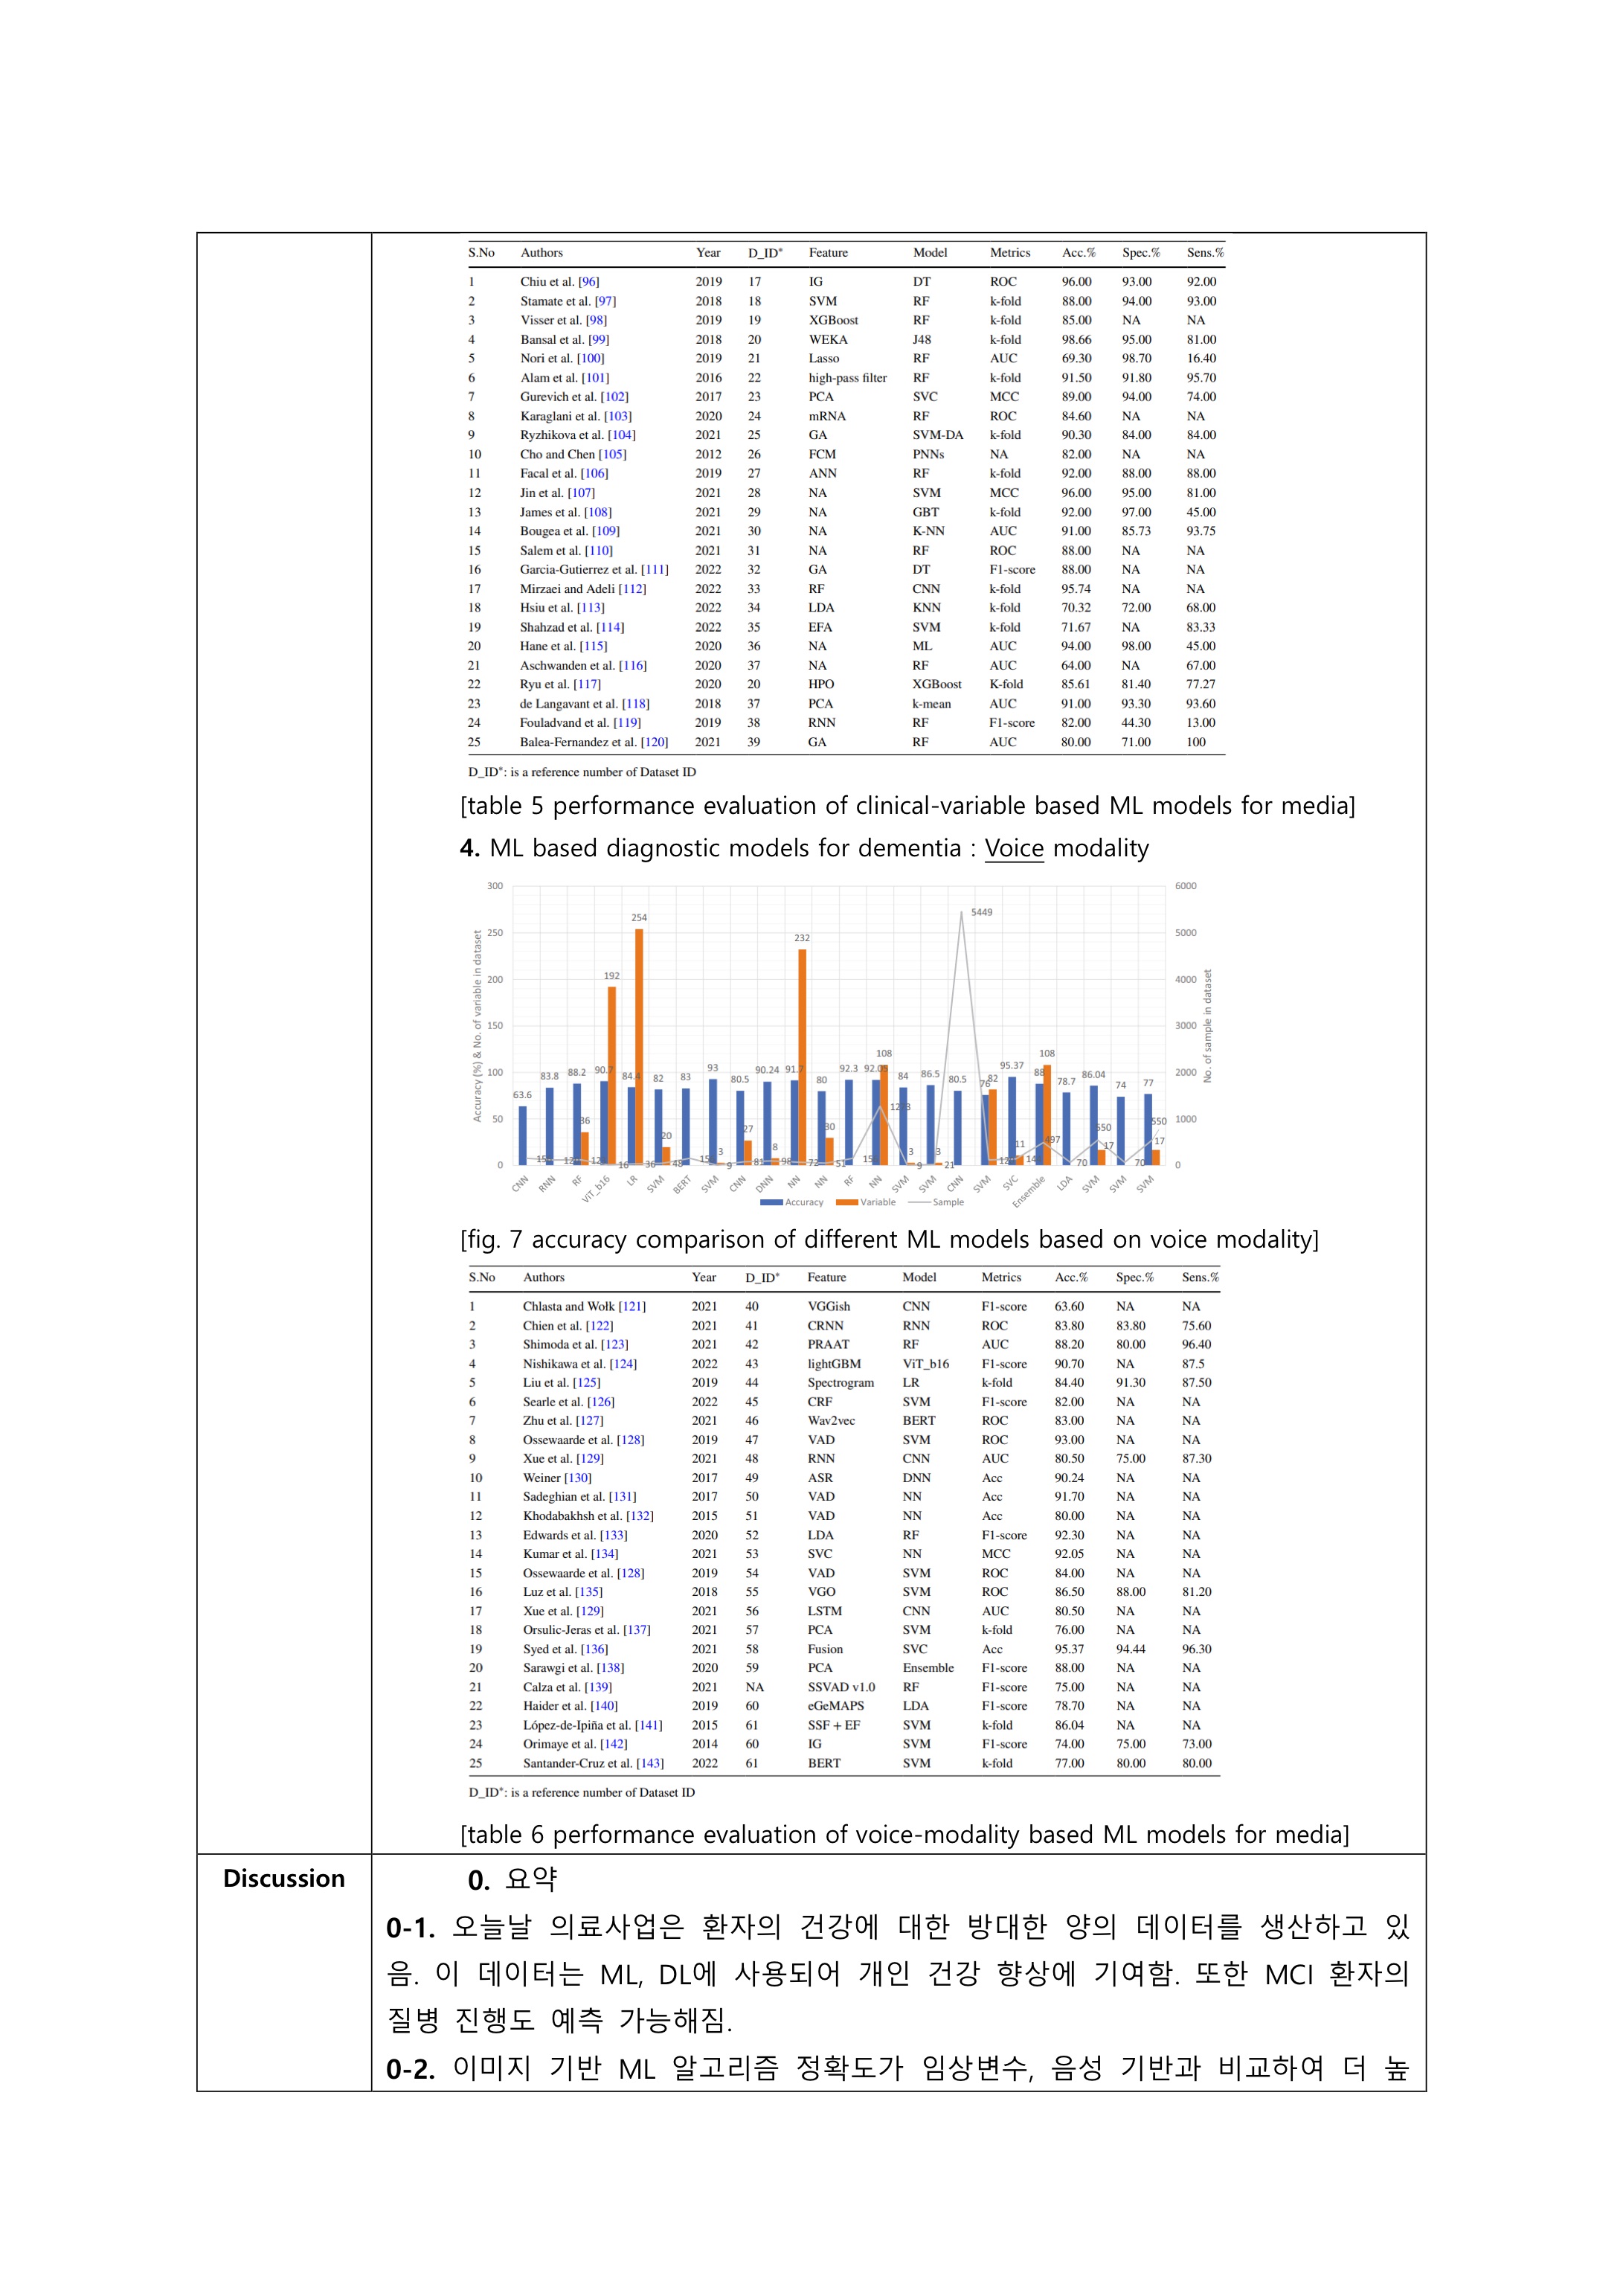 S.No Authors Year D_ID* Feature Model Metrics Acc.% Spec.% Sens.%
1 Chiu et al. [96] 2019 17 IG DT ROC 96.00 93.00 92.00
2 Stamate et al. [97] 2018 18 SVM RF k-fold 88.00 94.00 93.00
3 Visser et al. [98] 2019 19 XGBoost RF k-fold 85.00 NA NA
4 Bansal et al. [99] 2018 20 WEKA J48 k-fold 98.66 95.00 81.00
5 Nori et al. [100] 2019 21 Lasso RF AUC 69.30 98.70 16.40
6 Alam et al. [101] 2016 22 high-pass filter RF k-fold 91.50 91.80 95.70
7 Gurevich et al. [102] 2017 23 PCA SVC MCC 89.00 94.00 74.00
8 Karaglani et al. [103] 2020 24 mRNA RF ROC 84.60 NA NA
9 Ryzhikova et al. [104] 2021 25 GA SVM-DA k-fold 90.30 84.00 84.00
10 Cho and Chen [105] 2012 26 FCM PNNs NA 82.00 NA NA
11 Facal et al. [106] 2019 27 ANN RF k-fold 92.00 88.00 88.00
12 Jin et al. [107] 2021 28 NA SVM MCC 96.00 95.00 81.00
13 James et al. [108] 2021 29 NA GBT k-fold 92.00 97.00 45.00
14 Bougea et al. [109] 2021 30 NA K-NN AUC 91.00 85.73 93.75
15 Salem et al. [110] 2021 31 NA RF ROC 88.00 NA NA
16 Garcia-Gutierrez et al. [111] 2022 32 GA DT F1-score 88.00 NA NA
17 Mirzaei and Adeli [112] 2022 33 RF CNN k-fold 95.74 NA NA
18 Hsiu et al. [113] 2022 34 LDA KNN k-fold 70.32 72.00 68.00
19 Shahzad et al. [114] 2022 35 EFA SVM k-fold 71.67 NA 83.33
20 Hane et al. [115] 2020 36 NA ML AUC 94.00 98.00 45.00
21 Aschwanden et al. [116] 2020 37 NA RF AUC 64.00 NA 67.00
22 Ryu et al. [117] 2020 20 HPO XGBoost K-fold 85.61 81.40 77.27
23 de Langavant et al. [118] 2018 37 PCA k-mean AUC 91.00 93.30 93.60
24 Fouladvand et al. [119] 2019 38 RNN RF F1-score 82.00 44.30 13.00
25 Balea-Fernandez et al. [120] 2021 39 GA RF AUC 80.00 71.00 100
D_ID*: is a reference number of Dataset ID
[table 5 performance evaluation of clinical-variable based ML models for media]
4. ML based diagnostic models for dementia : Voice modality
Accuracy (%) & No. of variable in dataset
300 250 200 150 100 50 0
63.6 83.8 88.2 90.7 84.4 82 83 93 80.5 90.24 91.7 80 92.3 92.05 84 86.5 80.5 76 95.37 88 78.7 86.04 74 77
36 192 254 20 3 27 8 232 30 108 3 3 82 11 108 17 17
5449 497 550 550
6000 5000 4000 3000 2000 1000 0
No. of sample in dataset
CNN RNN RF ViT_b16 LR SVM BERT SVM CNN DNN NN NN RF NN SVM SVM CNN SVM SVC Ensemble LDA SVM SVM SVM
Accuracy Variable Sample
[fig. 7 accuracy comparison of different ML models based on voice modality]
S.No Authors Year D_ID* Feature Model Metrics Acc.% Spec.% Sens.%
1 Chlasta and Wołk [121] 2021 40 VGGish CNN F1-score 63.60 NA NA
2 Chien et al. [122] 2021 41 CRNN RNN ROC 83.80 83.80 75.60
3 Shimoda et al. [123] 2021 42 PRAAT RF AUC 88.20 80.00 96.40
4 Nishikawa et al. [124] 2022 43 lightGBM ViT_b16 F1-score 90.70 NA 87.5
5 Liu et al. [125] 2019 44 Spectrogram LR k-fold 84.40 91.30 87.50
6 Searle et al. [126] 2022 45 CRF SVM F1-score 82.00 NA NA
7 Zhu et al. [127] 2021 46 Wav2vec BERT ROC 83.00 NA NA
8 Ossewaarde et al. [128] 2019 47 VAD SVM ROC 93.00 NA NA
9 Xue et al. [129] 2021 48 RNN CNN AUC 80.50 75.00 87.30
10 Weiner [130] 2017 49 ASR DNN Acc 90.24 NA NA
11 Sadeghian et al. [131] 2017 50 VAD NN Acc 91.70 NA NA
12 Khodabakhsh et al. [132] 2015 51 VAD NN Acc 80.00 NA NA
13 Edwards et al. [133] 2020 52 LDA RF F1-score 92.30 NA NA
14 Kumar et al. [134] 2021 53 SVC NN MCC 92.05 NA NA
15 Ossewaarde et al. [128] 2019 54 VAD SVM ROC 84.00 NA NA
16 Luz et al. [135] 2018 55 VGO SVM ROC 86.50 88.00 81.20
17 Xue et al. [129] 2021 56 LSTM CNN AUC 80.50 NA NA
18 Orsulic-Jeras et al. [137] 2021 57 PCA SVM k-fold 76.00 NA NA
19 Syed et al. [136] 2021 58 Fusion SVC Acc 95.37 94.44 96.30
20 Sarawgi et al. [138] 2020 59 PCA Ensemble F1-score 88.00 NA NA
21 Calza et al. [139] 2021 NA SSVAD v1.0 RF F1-score 75.00 NA NA
22 Haider et al. [140] 2019 60 eGeMAPS LDA F1-score 78.70 NA NA
23 López-de-Ipiña et al. [141] 2015 61 SSF + EF SVM k-fold 86.04 NA NA
24 Orimaye et al. [142] 2014 60 IG SVM F1-score 74.00 75.00 73.00
25 Santander-Cruz et al. [143] 2022 61 BERT SVM k-fold 77.00 80.00 80.00
D_ID*: is a reference number of Dataset ID
[table 6 performance evaluation of voice-modality based ML models for media]
Discussion
0. 요약
0-1. 오늘날 의료사업은 환자의 건강에 대한 방대한 양의 데이터를 생산하고 있
음. 이 데이터는 ML, DL에 사용되어 개인 건강 향상에 기여함. 또한 MCI 환자의
질병 진행도 예측 가능해짐.
0-2. 이미지 기반 ML 알고리즘 정확도가 임상변수, 음성 기반과 비교하여 더 높